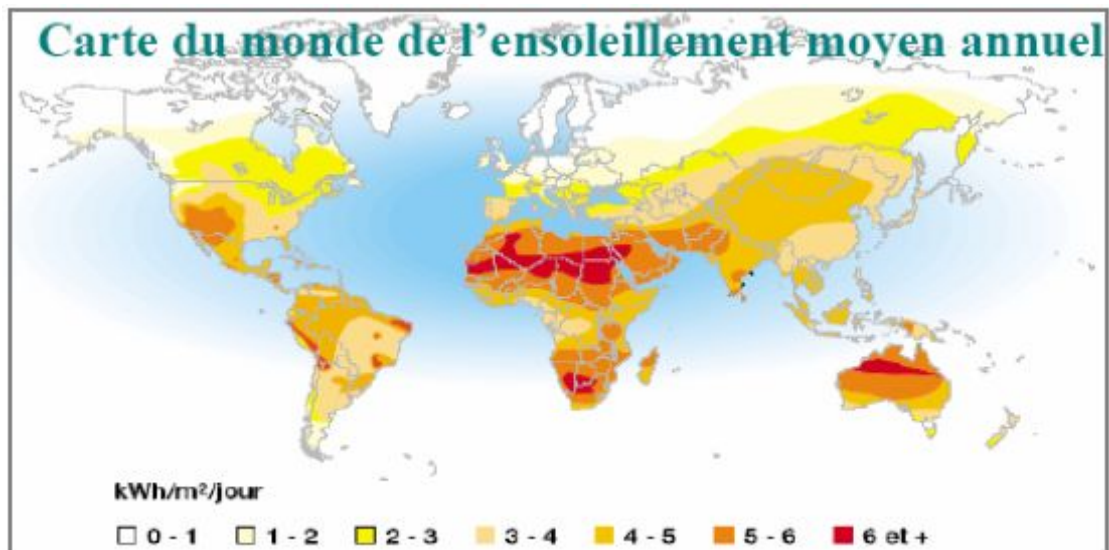 Carte du monde de l’ensoleillement moyen annuel
kWh/m²/jour
0 - 1 1 - 2 2 - 3 3 - 4 4 - 5 5 - 6 6 et +